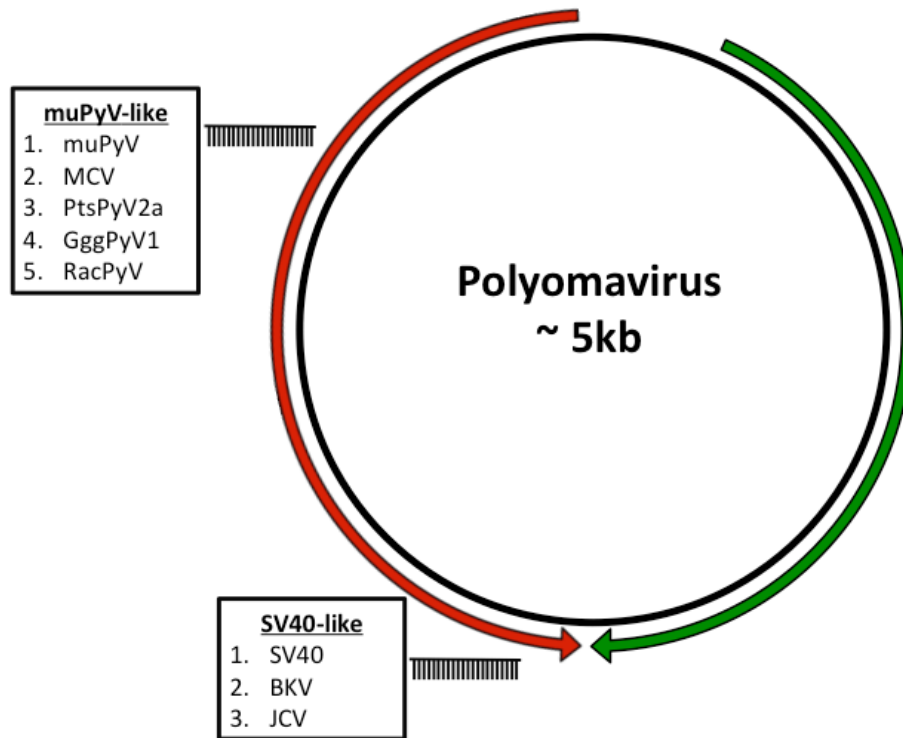 muPyV-like
1. muPyV
2. MCV
3. PtsPyV2a
4. GggPyV1
5. RacPyV
Polyomavirus
~ 5kb
SV40-like
1. SV40
2. BKV
3. JCV